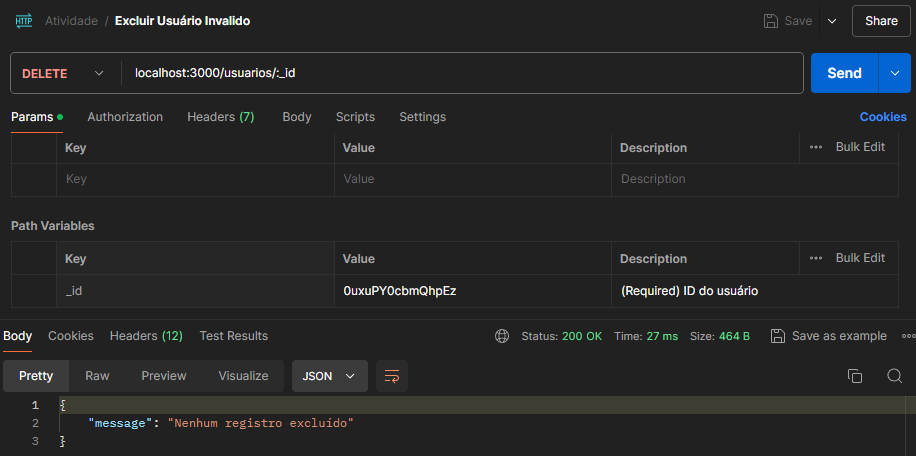 HTTP Atividade / Excluir Usuário Invalido Save Share
DELETE localhost:3000/usuarios/:_id Send
Params Authorization Headers (7) Body Scripts Settings Cookies
Key Value Description Bulk Edit
Key Value Description
Path Variables
Key Value Description Bulk Edit
_id 0uxuPY0cbmQhpEz (Required) ID do usuário
Body Cookies Headers (12) Test Results Status: 200 OK Time: 27 ms Size: 464 B Save as example
Pretty Raw Preview Visualize JSON
1 {
2 "message": "Nenhum registro excluído"
3 }